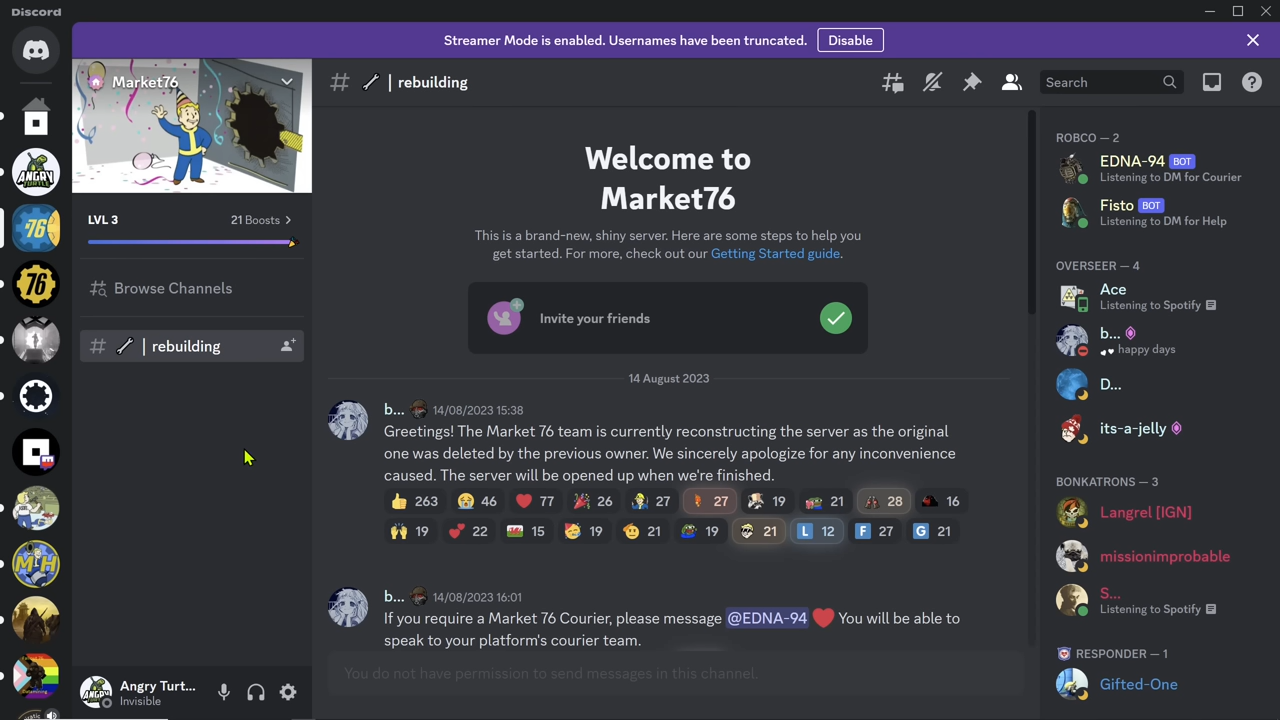 Discord
Streamer Mode is enabled. Usernames have been truncated.
Disable
Market76
LVL 3
21 Boosts
Browse Channels
| rebuilding
Angry Turt...
Invisible
| rebuilding
Search
Welcome to
Market76
This is a brand-new, shiny server. Here are some steps to help you
get started. For more, check out our Getting Started guide.
Invite your friends
14 August 2023
b... 14/08/2023 15:38
Greetings! The Market 76 team is currently reconstructing the server as the original
one was deleted by the previous owner. We sincerely apologize for any inconvenience
caused. The server will be opened up when we're finished.
263 46 77 26 27 27 19 21 28 16
19 22 15 19 21 19 21 L 12 F 27 G 21
b... 14/08/2023 16:01
If you require a Market 76 Courier, please message @EDNA-94 You will be able to
speak to your platform's courier team.
You do not have permission to send messages in this channel.
ROBCO — 2
EDNA-94 BOT
Listening to DM for Courier
Fisto BOT
Listening to DM for Help
OVERSEER — 4
Ace
Listening to Spotify
b...
happy days
D...
its-a-jelly
BONKATRONS — 3
Langrel [IGN]
missionimprobable
S...
Listening to Spotify
RESPONDER — 1
Gifted-One
ANGRY
76
76